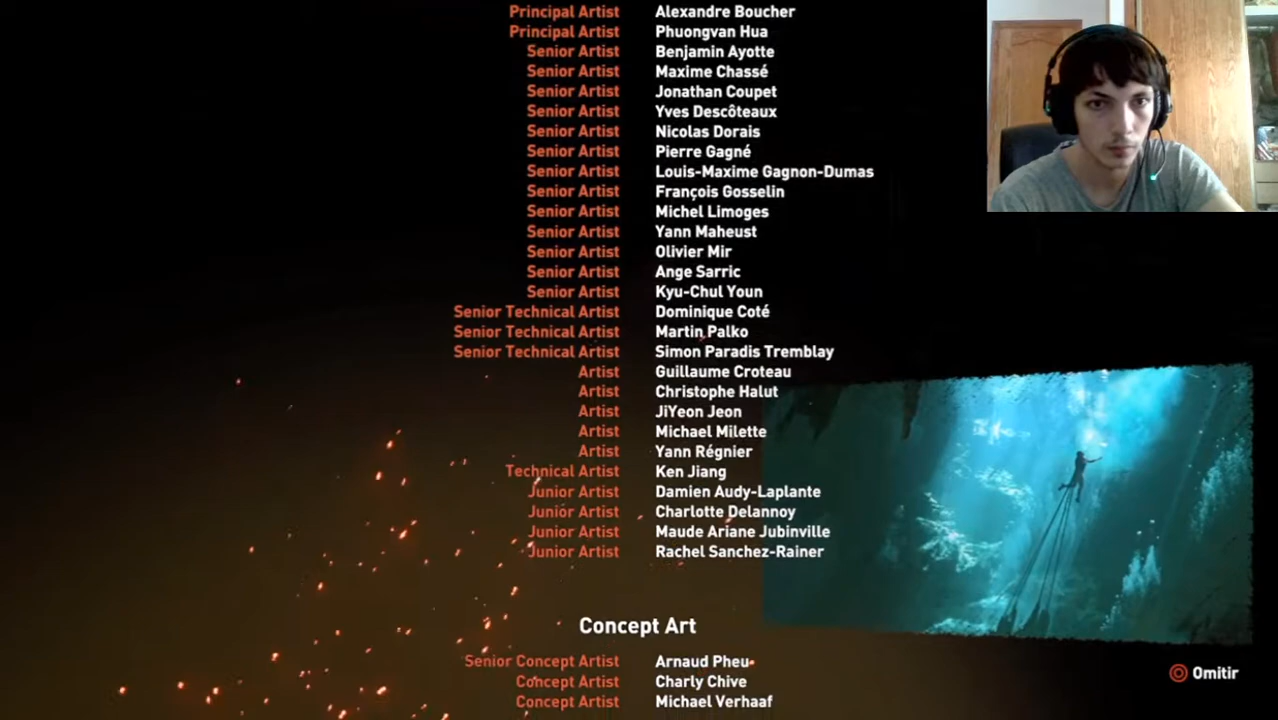 Principal Artist Alexandre Boucher
Principal Artist Phuongvan Hua
Senior Artist Benjamin Ayotte
Senior Artist Maxime Chassé
Senior Artist Jonathan Coupet
Senior Artist Yves Descôteaux
Senior Artist Nicolas Dorais
Senior Artist Pierre Gagné
Senior Artist Louis-Maxime Gagnon-Dumas
Senior Artist François Gosselin
Senior Artist Michel Limoges
Senior Artist Yann Maheust
Senior Artist Olivier Mir
Senior Artist Ange Sarric
Senior Artist Kyu-Chul Youn
Senior Technical Artist Dominique Coté
Senior Technical Artist Martin Palko
Senior Technical Artist Simon Paradis Tremblay
Artist Guillaume Croteau
Artist Christophe Halut
Artist JiYeon Jeon
Artist Michael Milette
Artist Yann Régnier
Technical Artist Ken Jiang
Junior Artist Damien Audy-Laplante
Junior Artist Charlotte Delannoy
Junior Artist Maude Ariane Jubinville
Junior Artist Rachel Sanchez-Rainer
Concept Art
Senior Concept Artist Arnaud Pheu
Concept Artist Charly Chive
Concept Artist Michael Verhaaf
Omitir